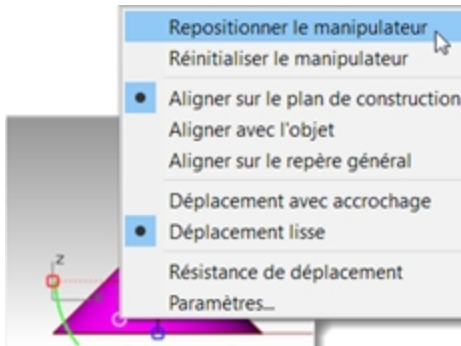 Repositionner le manipulateur
Réinitialiser le manipulateur
Aligner sur le plan de construction
Aligner avec l'objet
Aligner sur le repère général
Déplacement avec accrochage
Déplacement lisse
Résistance de déplacement
Paramètres...
z